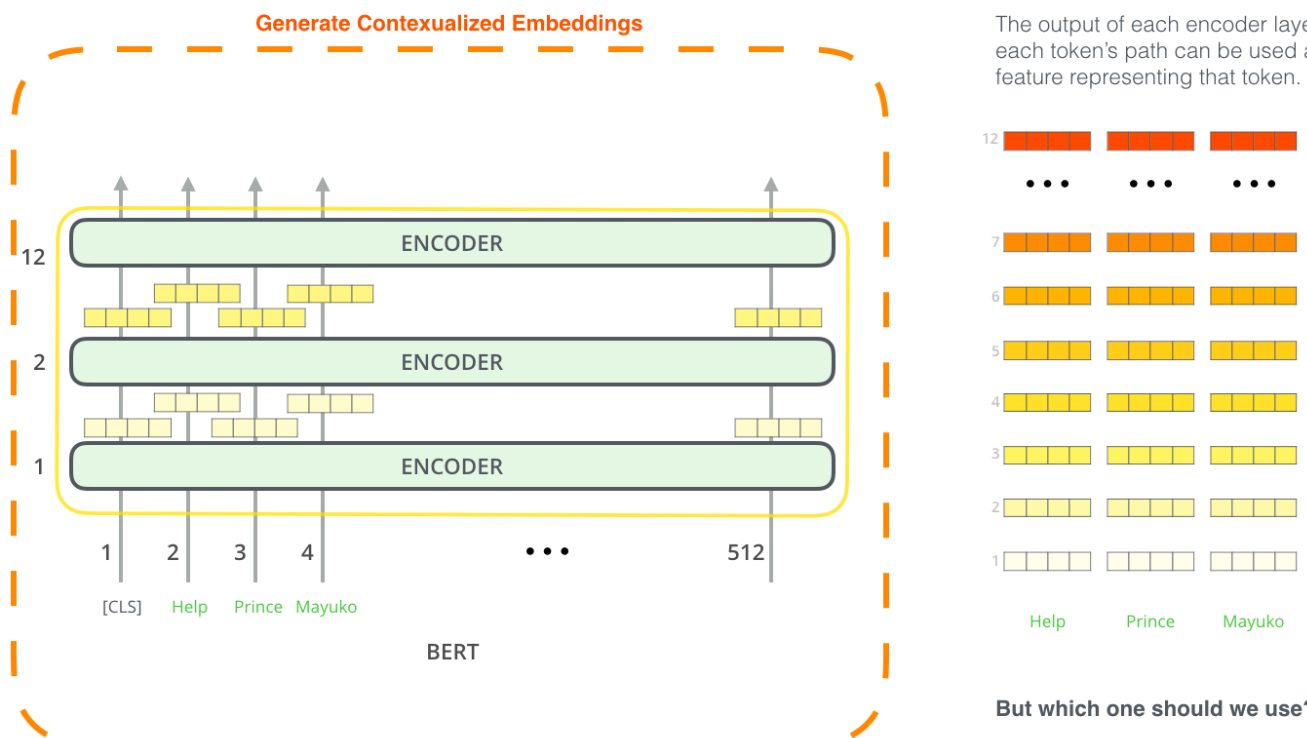 Generate Contexualized Embeddings
12
ENCODER
2
ENCODER
1
ENCODER
1 2 3 4 ••• 512
[CLS] Help Prince Mayuko
BERT
The output of each encoder
each token's path can be used
feature representing that token.
12
•••  •••  •••
7
6
5
4
3
2
1
Help Prince Mayuko
But which one should we use?